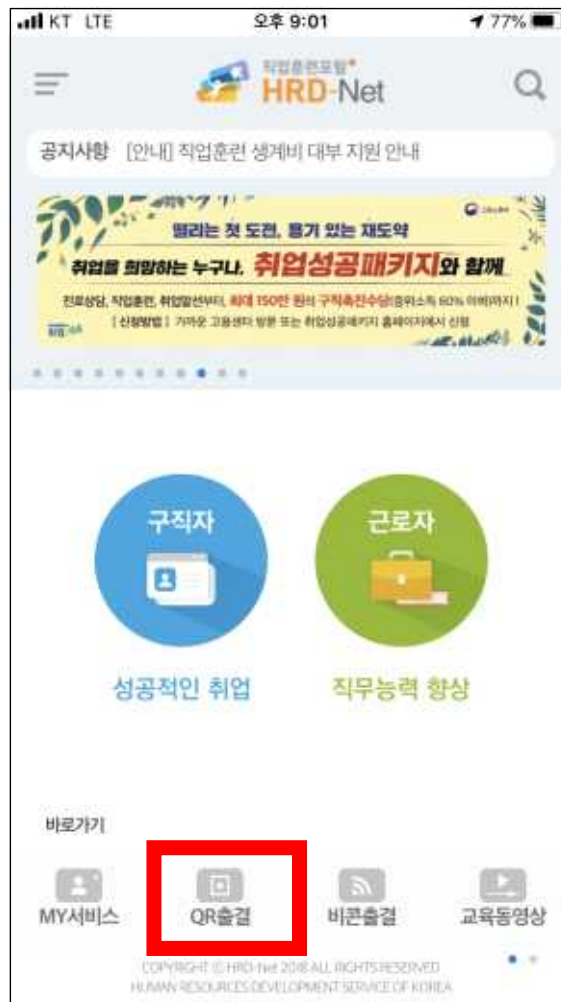 KT LTE 오후 9:01 77%
직업훈련포털
HRD-Net
공지사항 [안내] 직업훈련 생계비 대부 지원 안내
떨리는 첫 도전, 용기 있는 재도약
취업을 희망하는 누구나, 취업성공패키지와 함께
진로상담, 직업훈련, 취업알선부터, 최대 150만 원의 구직촉진수당(중위소득 60% 이하)까지!
[신청방법] 가까운 고용센터 방문 또는 취업성공패키지 홈페이지에서 신청
구직자 근로자
성공적인 취업 직무능력 향상
바로가기
MY서비스 QR출결 비콘출결 교육동영상
COPYRIGHT © HRD-Net 2018 ALL RIGHTS RESERVED
HUMAN RESOURCES DEVELOPMENT SERVICE OF KOREA